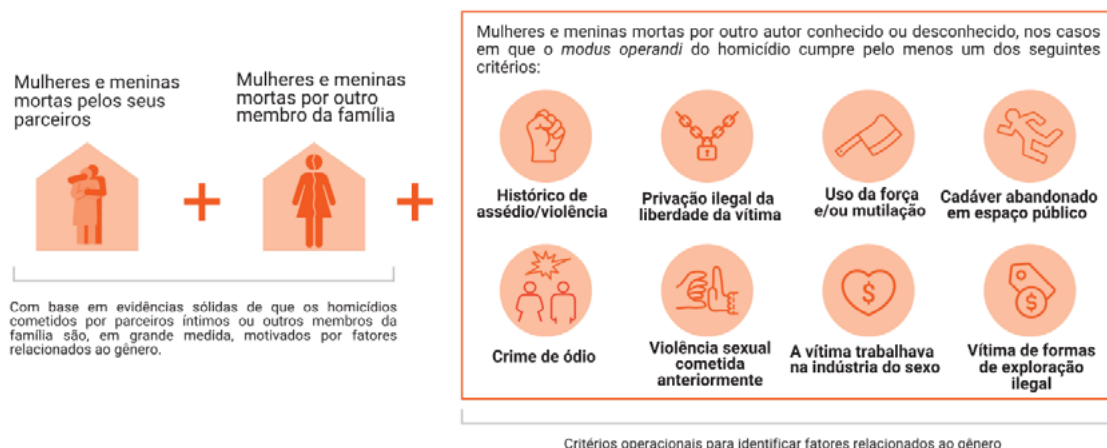 Mulheres e meninas
mortas pelos seus
parceiros
Mulheres e meninas
mortas por outro
membro da família
Com base em evidências sólidas de que os homicídios
cometidos por parceiros íntimos ou outros membros da
família são, em grande medida, motivados por fatores
relacionados ao gênero.
Mulheres e meninas mortas por outro autor conhecido ou desconhecido, nos casos
em que o modus operandi do homicídio cumpre pelo menos um dos seguintes
critérios:
Histórico de
assédio/violência
Privação ilegal da
liberdade da vítima
Uso da força
e/ou mutilação
Cadáver abandonado
em espaço público
Crime de ódio
Violência sexual
cometida
anteriormente
A vítima trabalhava
na indústria do sexo
Vítima de formas
de exploração
ilegal
Critérios operacionais para identificar fatores relacionados ao gênero